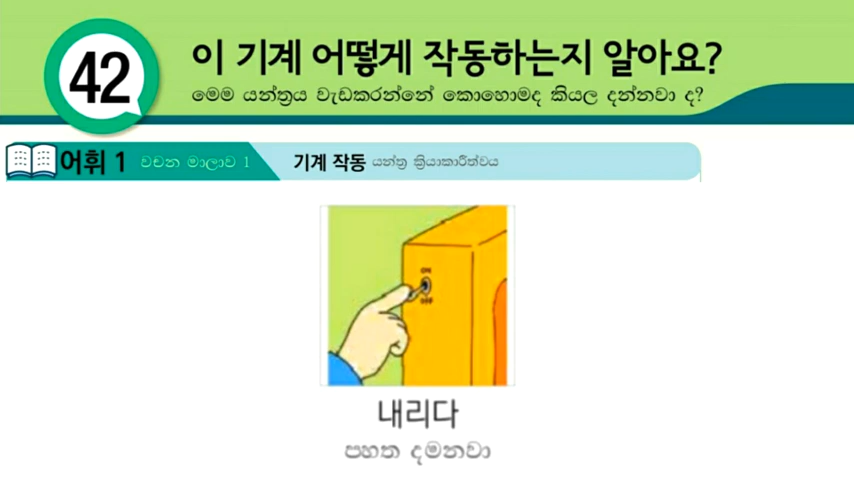 42
이 기계 어떻게 작동하는지 알아요?
මෙම යන්ත්‍රය වැඩකරන්නේ කොහොමද කියල දන්නවා ද?
어휘 1 වචන මාලාව 1 기계 작동 යන්ත්‍ර ක්‍රියාකාරීත්වය
ON
OFF
내리다
පහත දමනවා